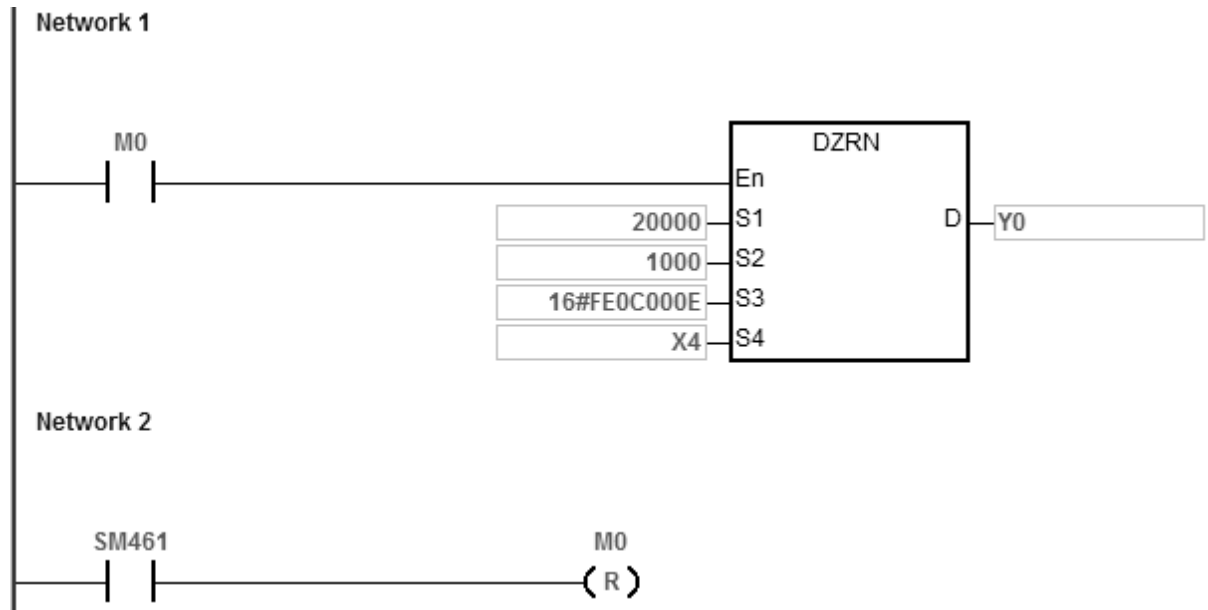 Network 1
M0
DZRN
En
20000 S1 D Y0
1000 S2
16#FE0C000E S3
X4 S4
Network 2
SM461 M0
R